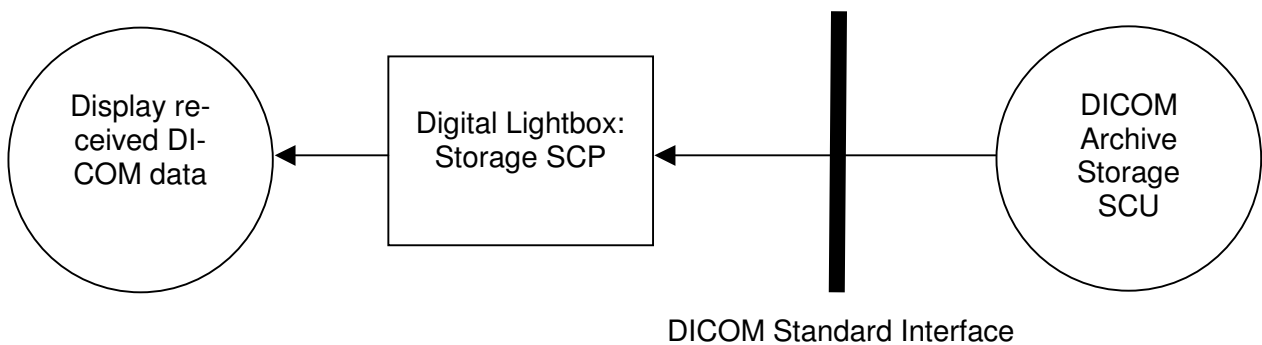 Display re-
ceived DI-
COM data
Digital Lightbox:
Storage SCP
DICOM
Archive
Storage
SCU
DICOM Standard Interface